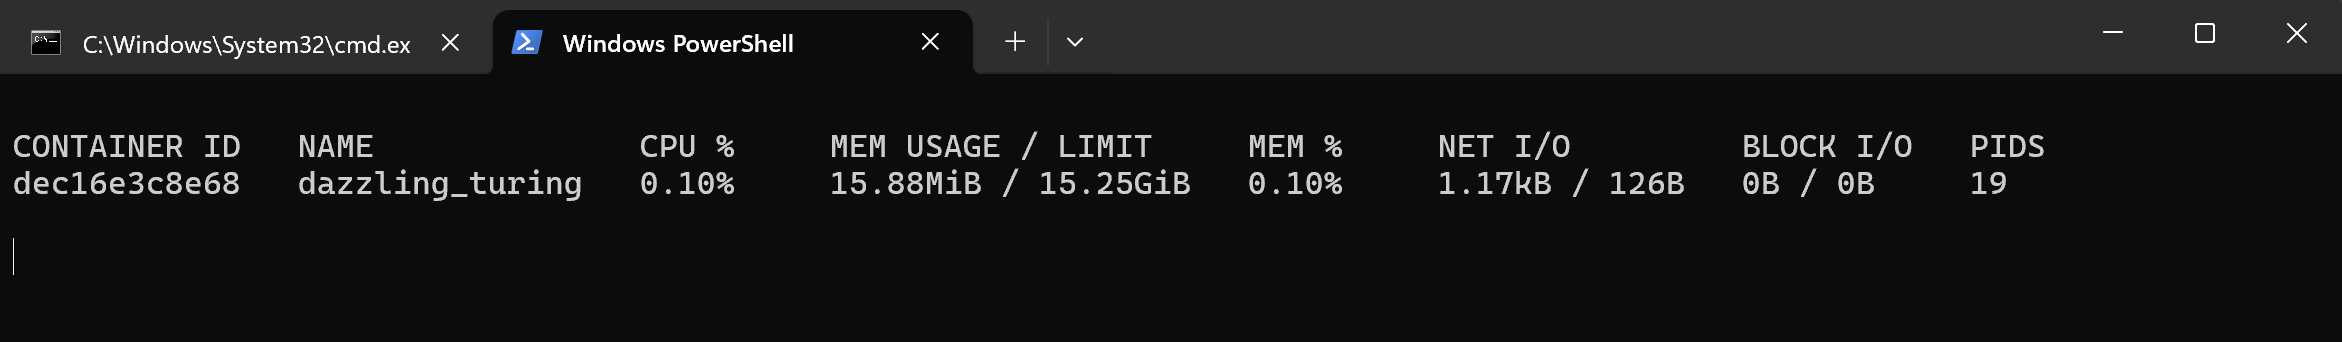 C:\Windows\System32\cmd.ex
Windows PowerShell
CONTAINER ID   NAME              CPU %     MEM USAGE / LIMIT     MEM %     NET I/O         BLOCK I/O   PIDS
dec16e3c8e68   dazzling_turing   0.10%     15.88MiB / 15.25GiB   0.10%     1.17kB / 126B   0B / 0B     19